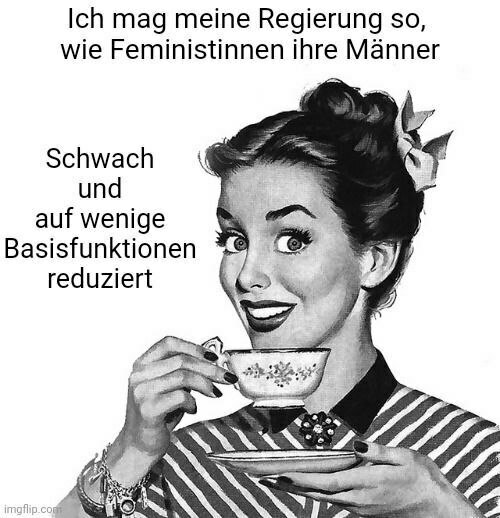 Ich mag meine Regierung so,
wie Feministinnen ihre Männer
Schwach
und
auf wenige
Basisfunktionen
reduziert
imgflip.com